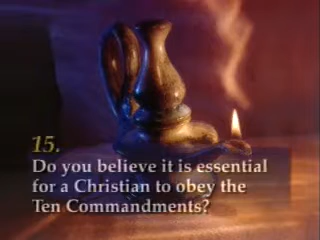 15.
Do you believe it is essential
for a Christian to obey the
Ten Commandments?